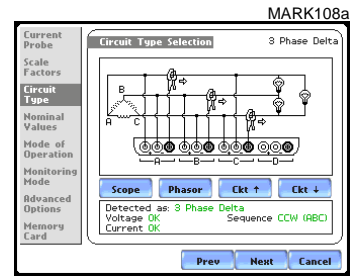 MARK108a
Current
Probe
Scale
Factors
Circuit
Type
Nominal
Values
Mode of
Operation
Monitoring
Mode
Advanced
Options
Memory
Card
Circuit Type Selection
3 Phase Delta
B
A C
A B C D
Scope Phasor Ckt ↑ Ckt ↓
Detected as: 3 Phase Delta
Voltage OK Sequence CCW (ABC)
Current OK
Prev Next Cancel